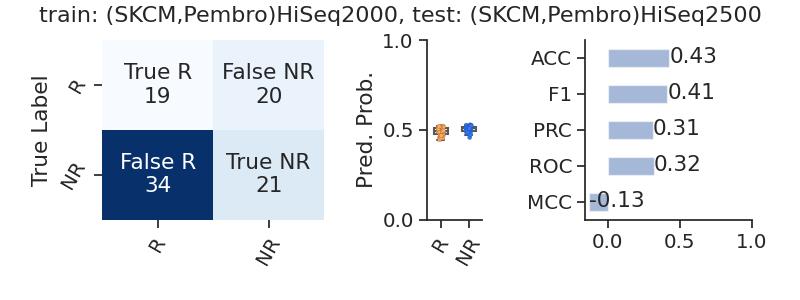 train: (SKCM,Pembro)HiSeq2000, test: (SKCM,Pembro)HiSeq2500
True Label
R
NR
True R
19
False NR
20
False R
34
True NR
21
R
NR
Pred. Prob.
1.0
0.5
0.0
R
NR
ACC
0.43
F1
0.41
PRC
0.31
ROC
0.32
MCC
-0.13
0.0
0.5
1.0